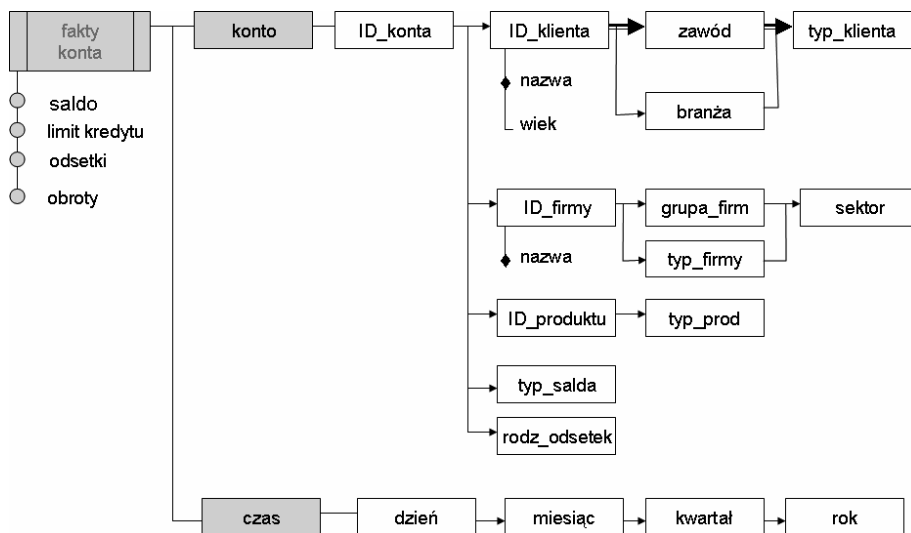 fakty
konta
konto
ID_konta
ID_klienta
zawód
typ_klienta
saldo
limit kredytu
odsetki
obroty
nazwa
wiek
branża
ID_firmy
grupa_firm
sektor
nazwa
typ_firmy
ID_produktu
typ_prod
typ_salda
rodz_odsetek
czas
dzień
miesiąc
kwartał
rok